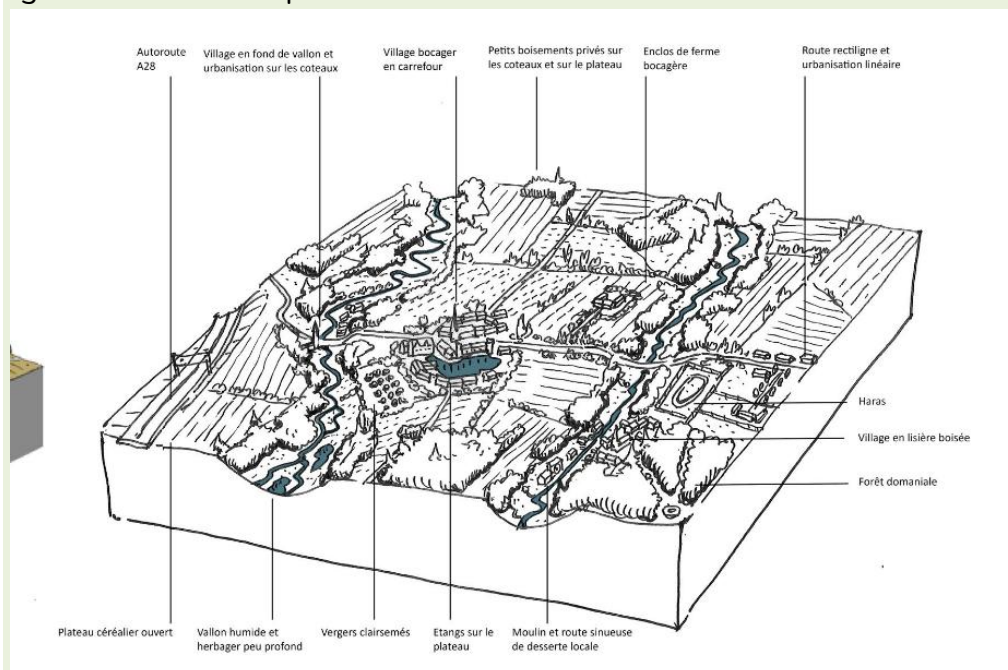 Autoroute
A28
Village en fond de vallon et
urbanisation sur les coteaux
Village bocager
en carrefour
Petits boisements privés sur
les coteaux et sur le plateau
Enclos de ferme
bocagère
Route rectiligne et
urbanisation linéaire
Haras
Village en lisière boisée
Forêt domaniale
Plateau céréalier ouvert
Vallon humide et
herbager peu profond
Vergers clairsemés
Etangs sur le
plateau
Moulin et route sinueuse
de desserte locale